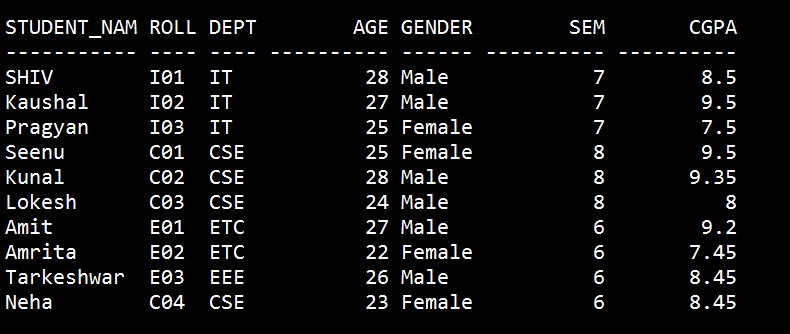 STUDENT_NAM ROLL DEPT        AGE GENDER        SEM       CGPA
----------- ---- ---- ---------- ------ ---------- ----------
SHIV        I01  IT           28 Male            7        8.5
Kaushal     I02  IT           27 Male            7        9.5
Pragyan     I03  IT           25 Female          7        7.5
Seenu       C01  CSE          25 Female          8        9.5
Kunal       C02  CSE          28 Male            8       9.35
Lokesh      C03  CSE          24 Male            8          8
Amit        E01  ETC          27 Male            6        9.2
Amrita      E02  ETC          22 Female          6       7.45
Tarkeshwar  E03  EEE          26 Male            6       8.45
Neha        C04  CSE          23 Female          6       8.45